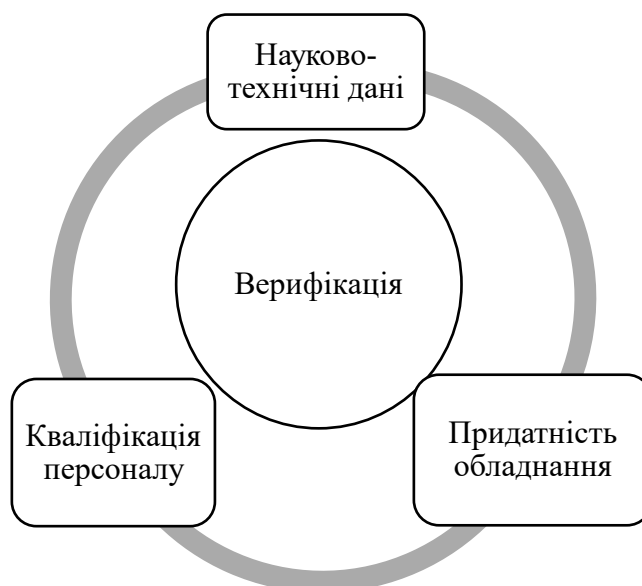 Науково-
технічні дані
Верифікація
Кваліфікація
персоналу
Придатність
обладнання